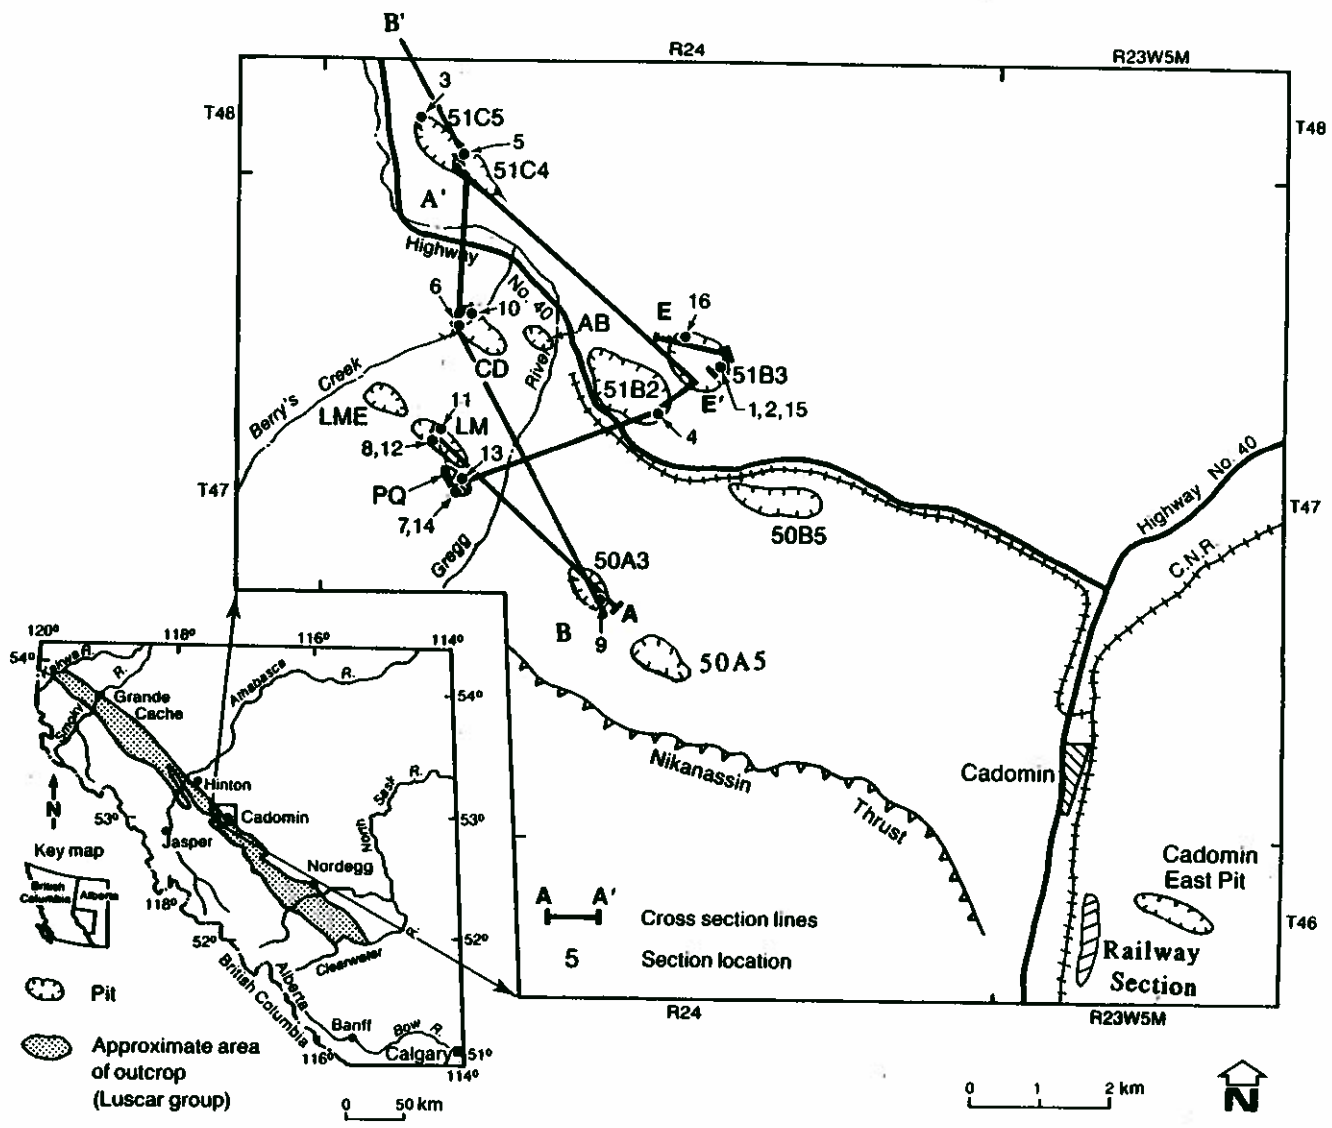 B'
R24
R23W5M
T48
T48
3
51C5
5
51C4
A'
Highway
No. 40
6
10
E
16
AB
CD
River
51B2
51B3
E'
1,2,15
4
Berry's Creek
LME
11
LM
8,12
13
PQ
7,14
T47
T47
Highway No. 40
C.N.R.
50B5
Gregg
50A3
A
B
9
50A5
Nikanassin
Thrust
Cadomin
Cadomin
East Pit
Railway
Section
T46
R24
R23W5M
A A'
Cross section lines
5 Section location
0 1 2 km
N
120° 118° 116° 114°
54°
Kakwa R.
R.
Smoky
Grande
Cache
R.
54°
Hinton
N
53°
Cadomin
Jasper
R.
Sask
North
53°
Key map
British
Columbia
Alberta
Nordegg
118°
52°
R.
52°
Clearwater
Alberta
British Columbia
Banff
Bow R.
116°
Calgary
51°
114°
Pit
Approximate area
of outcrop
(Luscar group)
0 50 km